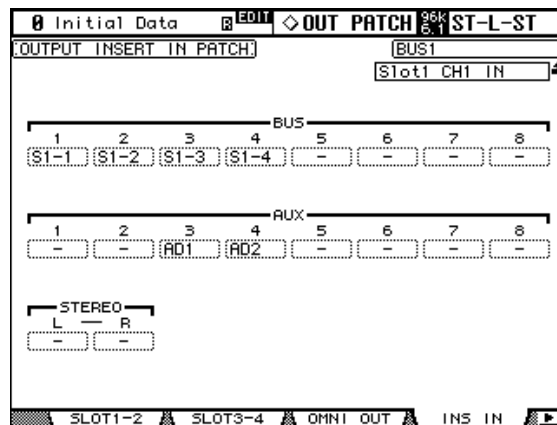 0 Initial Data EDIT ◇OUT PATCH 96k 6.1 ST-L-ST
OUTPUT INSERT IN PATCH
BUS1
Slot1 CH1 IN
BUS
1 2 3 4 5 6 7 8
S1-1 S1-2 S1-3 S1-4 - - - -
AUX
1 2 3 4 5 6 7 8
- - AD1 AD2 - - - -
STEREO
L — R
- -
SLOT1-2 SLOT3-4 OMNI OUT INS IN